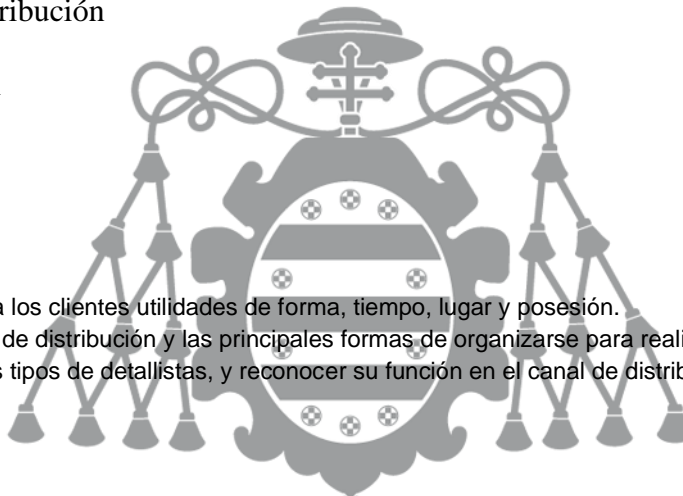 ribución
a los clientes utilidades de forma, tiempo, lugar y posesión.
de distribución y las principales formas de organizarse para reali
s tipos de detallistas, y reconocer su función en el canal de distrib